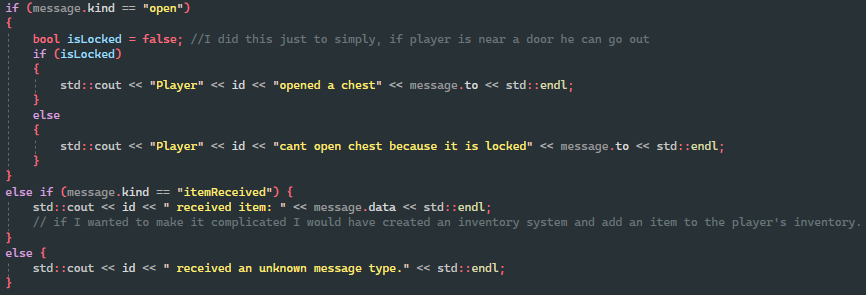 if (message.kind == "open")
{
bool isLocked = false; //I did this just to simply, if player is near a door he can go out
if (isLocked)
{
std::cout << "Player" << id << "opened a chest" << message.to << std::endl;
}
else
{
std::cout << "Player" << id << "cant open chest because it is locked" << message.to << std::endl;
}
}
else if (message.kind == "itemReceived") {
std::cout << id << " received item: " << message.data << std::endl;
// if I wanted to make it complicated I would have created an inventory system and add an item to the player's inventory.
}
else {
std::cout << id << " received an unknown message type." << std::endl;
}